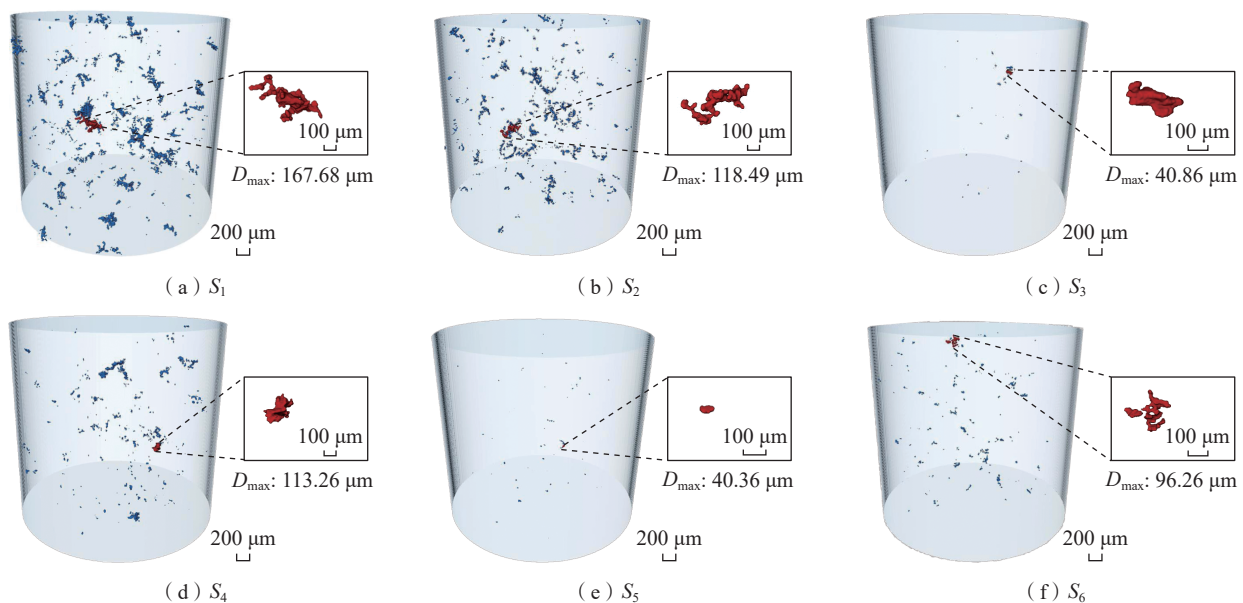 100 μm
D_max: 167.68 μm
200 μm
(a) S_1
100 μm
D_max: 118.49 μm
200 μm
(b) S_2
100 μm
D_max: 40.86 μm
200 μm
(c) S_3
100 μm
D_max: 113.26 μm
200 μm
(d) S_4
100 μm
D_max: 40.36 μm
200 μm
(e) S_5
100 μm
D_max: 96.26 μm
200 μm
(f) S_6